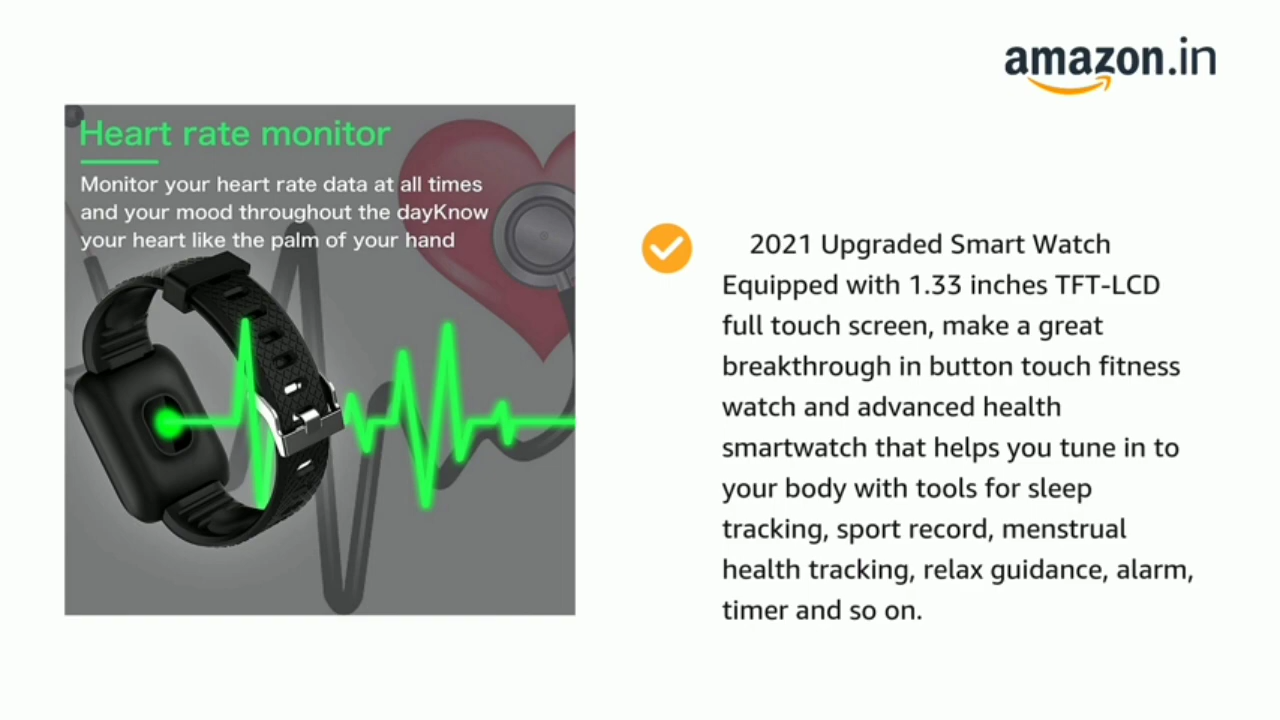 amazon.in
Heart rate monitor
Monitor your heart rate data at all times
and your mood throughout the dayKnow
your heart like the palm of your hand
2021 Upgraded Smart Watch
Equipped with 1.33 inches TFT-LCD
full touch screen, make a great
breakthrough in button touch fitness
watch and advanced health
smartwatch that helps you tune in to
your body with tools for sleep
tracking, sport record, menstrual
health tracking, relax guidance, alarm,
timer and so on.